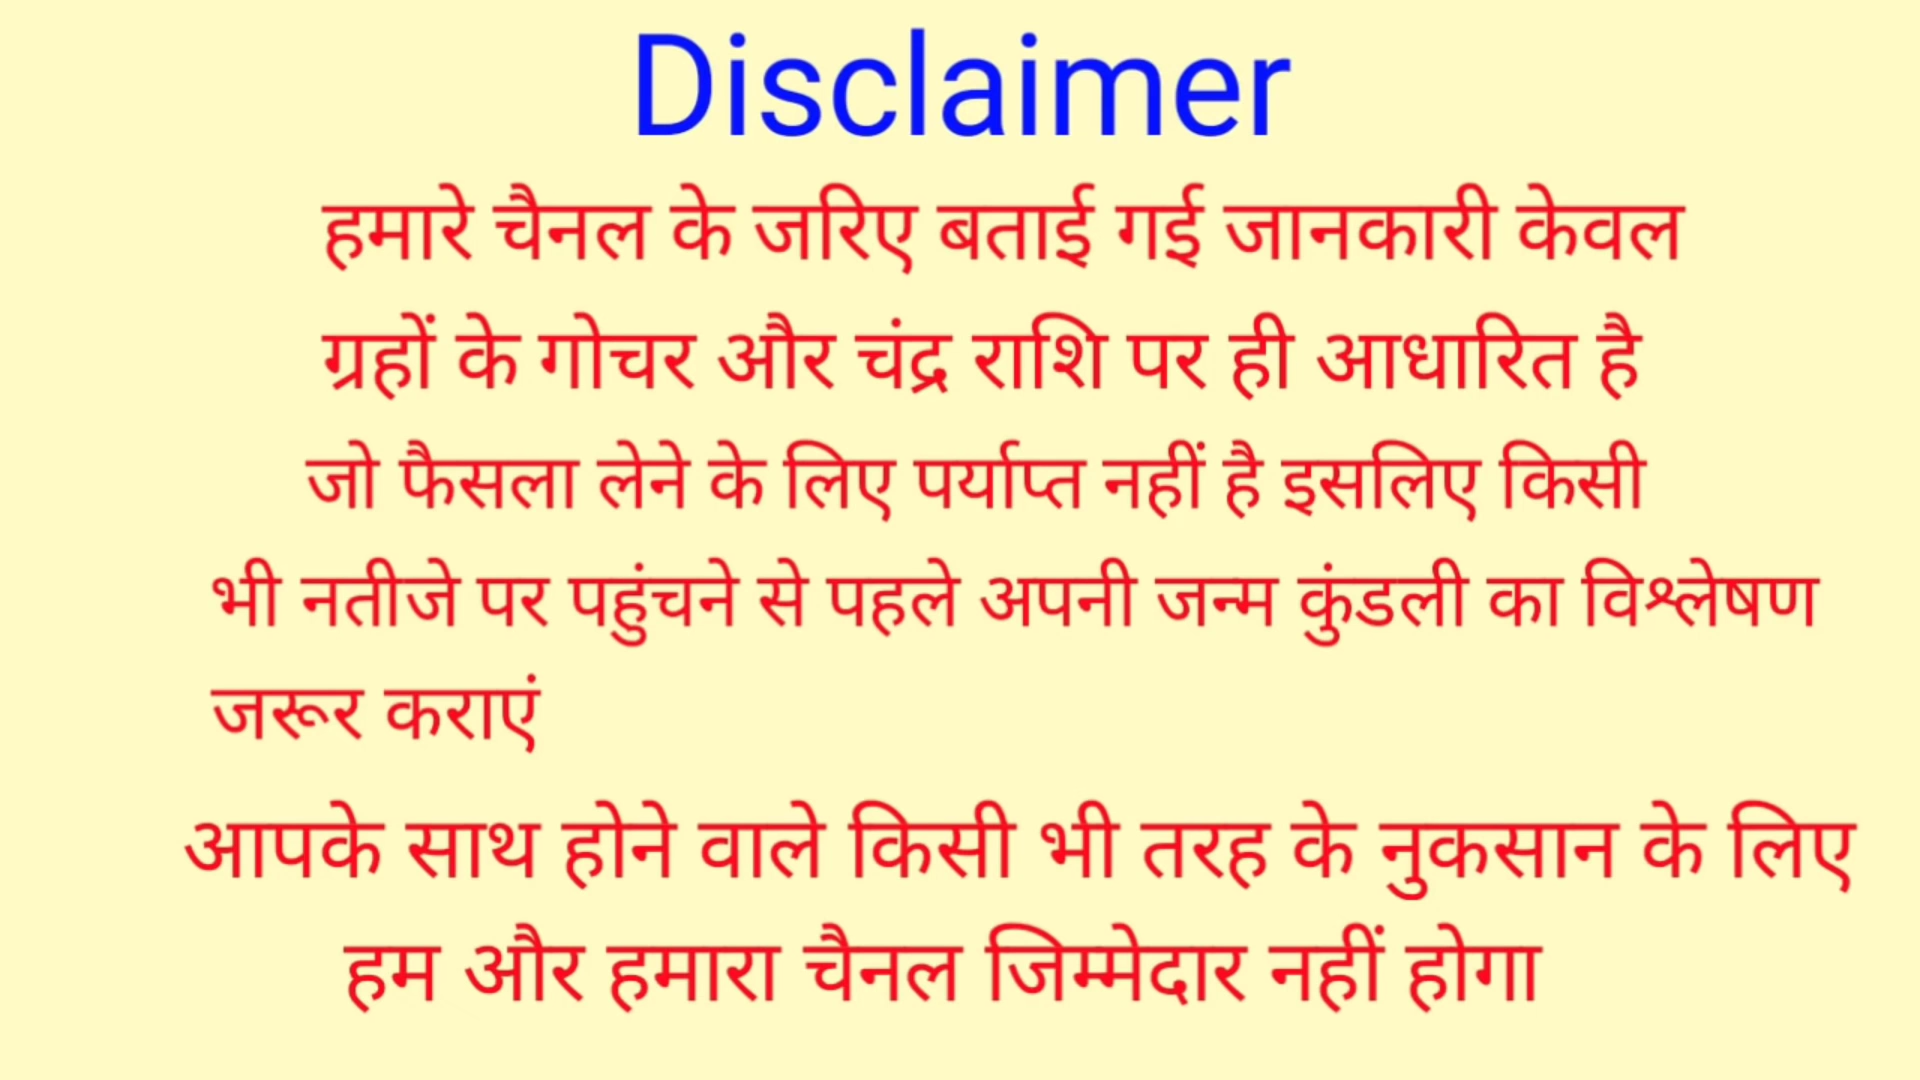 Disclaimer
हमारे चैनल के जरिए बताई गई जानकारी केवल
ग्रहों के गोचर और चंद्र राशि पर ही आधारित है
जो फैसला लेने के लिए पर्याप्त नहीं है इसलिए किसी
भी नतीजे पर पहुंचने से पहले अपनी जन्म कुंडली का विश्लेषण
जरूर कराएं
आपके साथ होने वाले किसी भी तरह के नुकसान के लिए
हम और हमारा चैनल जिम्मेदार नहीं होगा